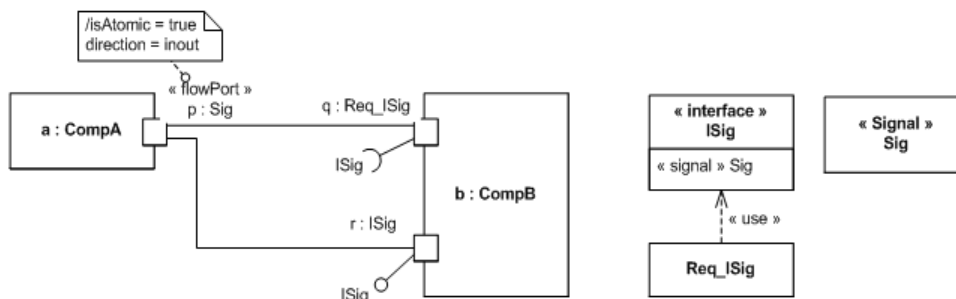 /isAtomic = true
direction = inout
« flowPort »
p : Sig
q : Req_ISig
a : CompA
ISig
b : CompB
r : ISig
ISig
« interface »
ISig
« signal » Sig
« use »
Req_ISig
« Signal »
Sig